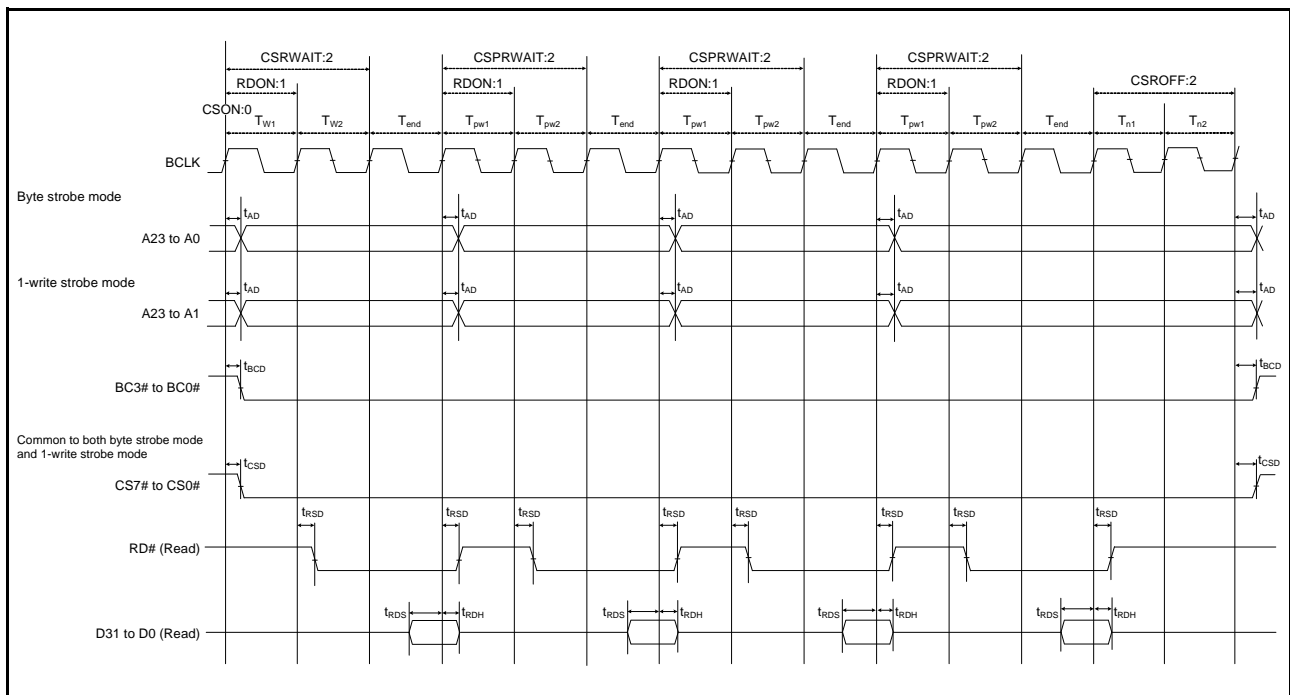 CSRWAIT:2 CSPRWAIT:2 CSPRWAIT:2 CSPRWAIT:2
RDON:1 RDON:1 RDON:1 RDON:1 CSROFF:2
CSON:0
TW1 TW2 Tend Tpw1 Tpw2 Tend Tpw1 Tpw2 Tend Tpw1 Tpw2 Tend Tn1 Tn2
BCLK
Byte strobe mode
tAD tAD tAD tAD tAD
A23 to A0
1-write strobe mode
tAD tAD tAD tAD tAD
A23 to A1
tBCD tBCD
BC3# to BC0#
Common to both byte strobe mode
and 1-write strobe mode
tCSD tCSD
CS7# to CS0#
tRSD tRSD tRSD tRSD tRSD tRSD tRSD tRSD
RD# (Read)
tRDS tRDH tRDS tRDH tRDS tRDH tRDS tRDH
D31 to D0 (Read)